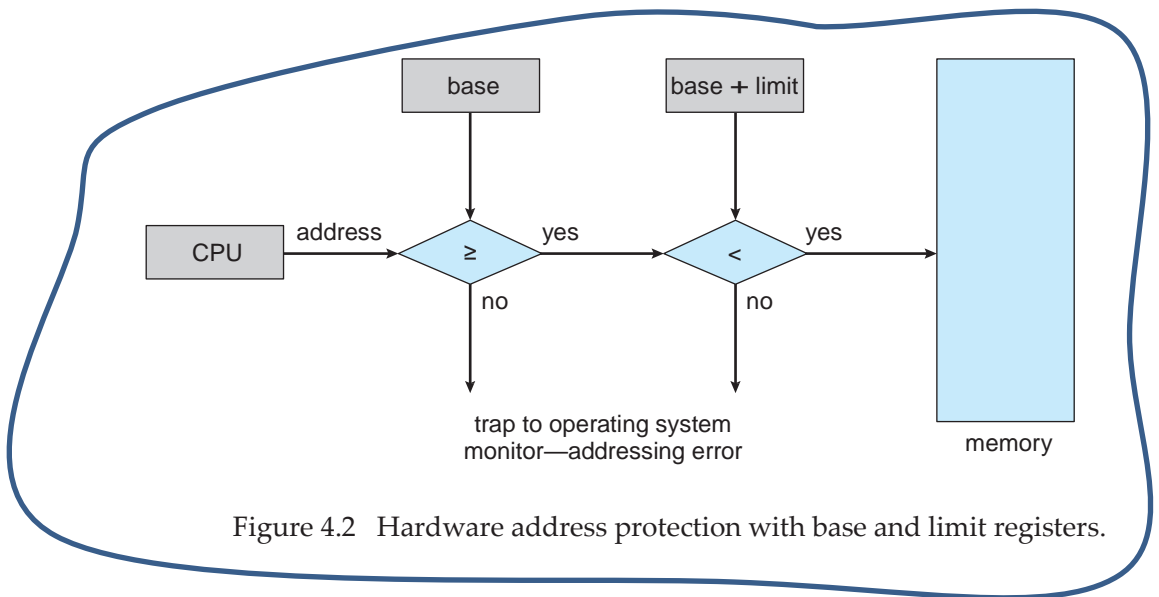 base
base + limit
CPU
address
≥
yes
<
yes
no
no
trap to operating system
monitor—addressing error
memory
Figure 4.2 Hardware address protection with base and limit registers.